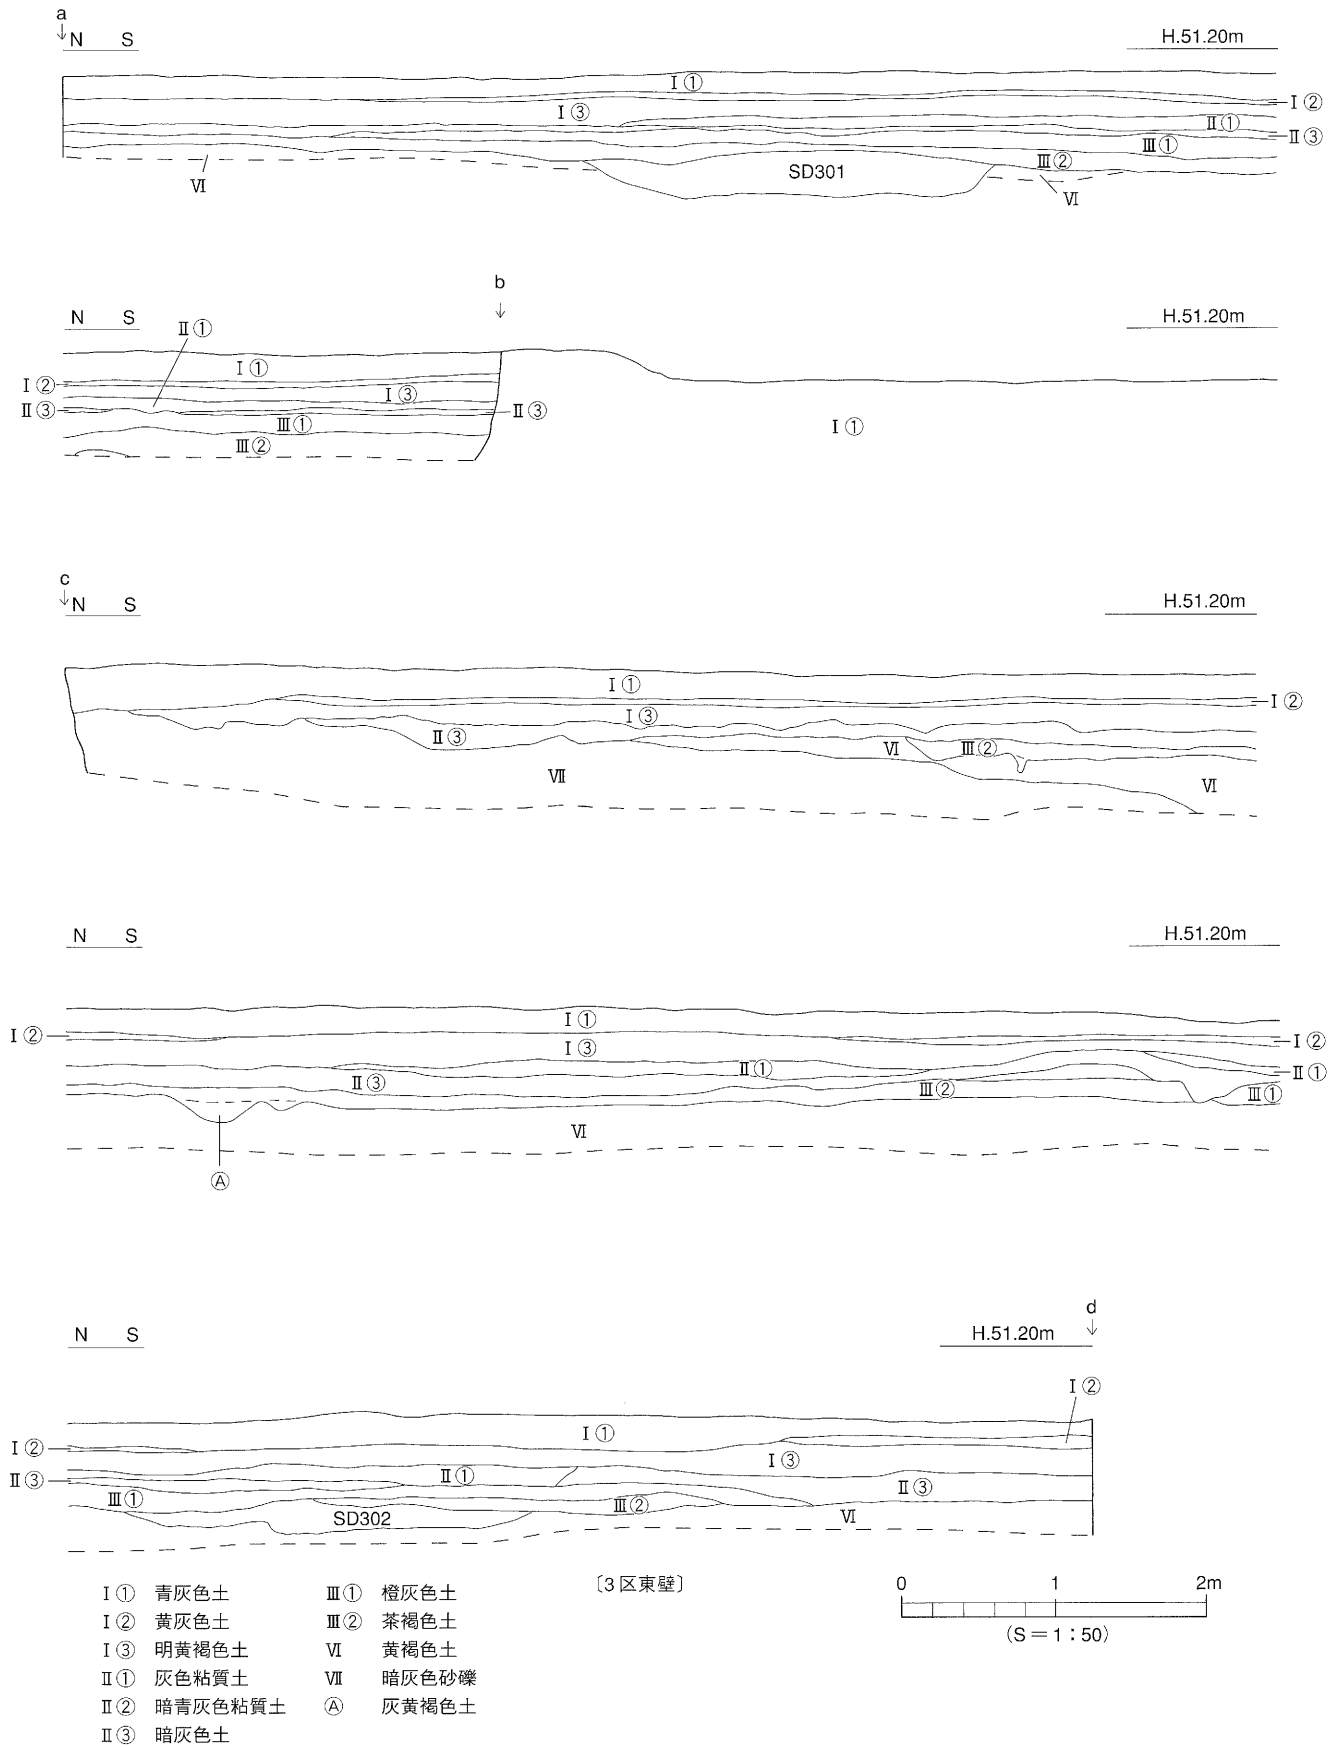 a
N S
H.51.20m
Ⅰ①
Ⅰ②
Ⅰ③
Ⅱ①
Ⅱ③
Ⅲ①
Ⅲ②
SD301
Ⅵ
Ⅵ
b
N S
Ⅱ①
H.51.20m
Ⅰ①
Ⅰ②
Ⅰ③
Ⅱ③
Ⅱ③
Ⅲ①
Ⅰ①
Ⅲ②
c
N S
H.51.20m
Ⅰ①
Ⅰ②
Ⅰ③
Ⅱ③
Ⅵ
Ⅲ②
Ⅶ
Ⅵ
N S
H.51.20m
Ⅰ①
Ⅰ②
Ⅰ②
Ⅰ③
Ⅱ①
Ⅱ①
Ⅱ③
Ⅲ②
Ⅲ①
Ⅵ
Ⓐ
d
N S
H.51.20m
Ⅰ②
Ⅰ①
Ⅰ②
Ⅰ③
Ⅱ③
Ⅱ①
Ⅱ③
Ⅲ①
SD302
Ⅲ②
Ⅵ
Ⅰ① 青灰色土
Ⅰ② 黄灰色土
Ⅰ③ 明黄褐色土
Ⅱ① 灰色粘質土
Ⅱ② 暗青灰色粘質土
Ⅱ③ 暗灰色土
Ⅲ① 橙灰色土
Ⅲ② 茶褐色土
Ⅵ 黄褐色土
Ⅶ 暗灰色砂礫
Ⓐ 灰黄褐色土
〔3区東壁〕
0 1 2m
(S＝1：50)